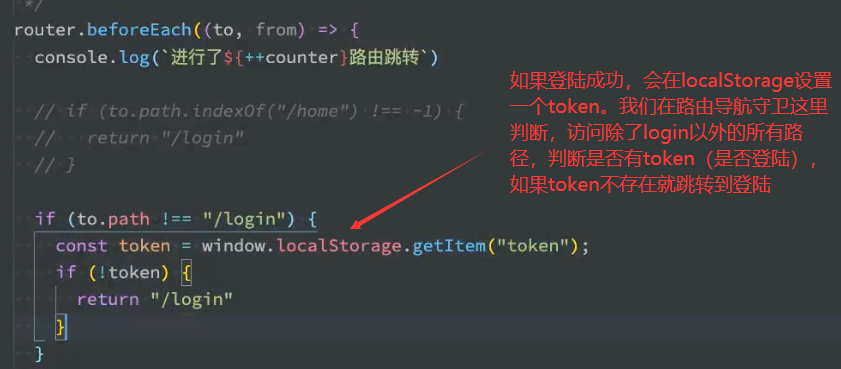 */
router.beforeEach((to, from) => {
console.log(`进行了${++counter}路由跳转`)
// if (to.path.indexOf("/home") !== -1) {
//   return "/login"
// }
if (to.path !== "/login") {
const token = window.localStorage.getItem("token");
if (!token) {
return "/login"
}
}
如果登陆成功，会在localStorage设置
一个token。我们在路由导航守卫这里
判断，访问除了login以外的所有路
径，判断是否有token（是否登陆），
如果token不存在就跳转到登陆